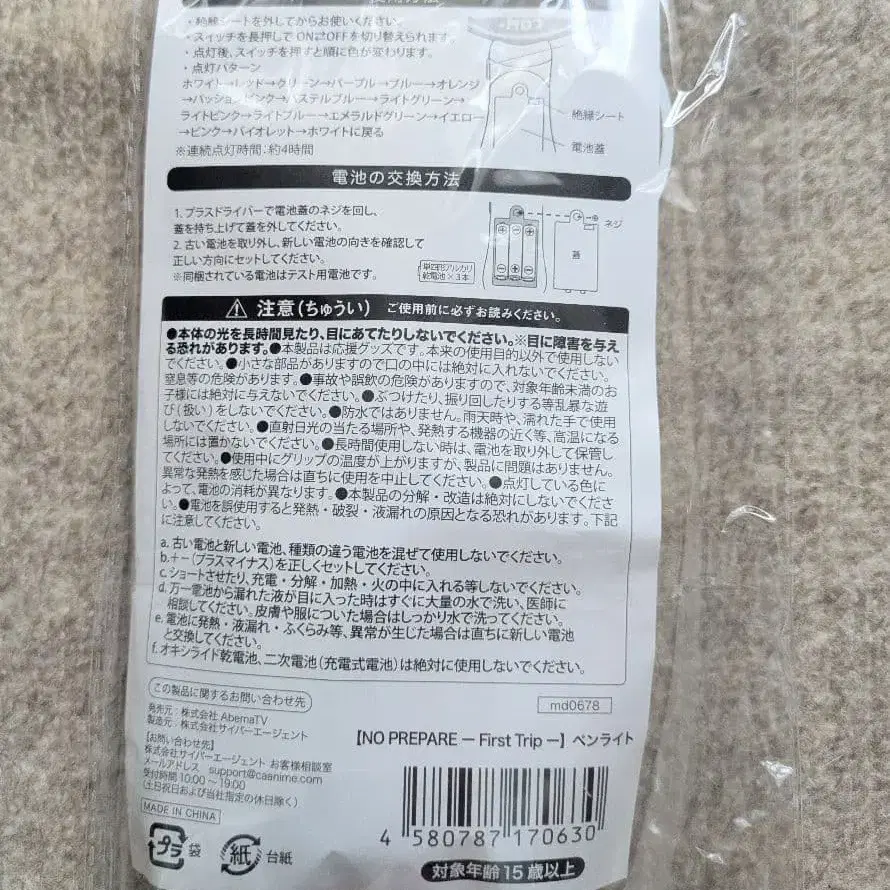 ・絶縁シートを外してからお使いください。
・スイッチを長押しでON⇄OFFを切り替えられます。
・点灯後、スイッチを押すと順に色が変わります。
・点灯パターン
ホワイト→レッド→グリーン→パープル→ブルー→オレンジ
→パッションピンク→パステルブルー→ライトグリーン→
ライトピンク→ライトブルー→エメラルドグリーン→イエロー
→ピンク→バイオレット→ホワイトに戻る
※連続点灯時間：約4時間
絶縁シート
電池蓋
電池の交換方法
1. プラスドライバーで電池蓋のネジを回し、
蓋を持ち上げて蓋を外してください。
2. 古い電池を取り外し、新しい電池の向きを確認して
正しい方向にセットしてください。
※同梱されている電池はテスト用電池です。
単四形アルカリ
乾電池×3本
ネジ
蓋
注意(ちゅうい) ご使用前に必ずお読みください。
●本体の光を長時間見たり、目にあてたりしないでください。※目に障害を与え
る恐れがあります。●本製品は応援グッズです。本来の使用目的以外で使用しない
でください。●小さな部品がありますので口の中には絶対に入れないでください。
窒息等の危険があります。●事故や誤飲の危険がありますので、対象年齢未満のお
子様には絶対に与えないでください。●ぶつけたり、振り回したりする等乱暴な遊
び(扱い)をしないでください。●防水ではありません。雨天時や、濡れた手で使用
しないでください。●直射日光の当たる場所や、発熱する機器の近く等、高温になる
場所には置かないでください。●長時間使用しない時は、電池を取り外して保管し
てください。●使用中にグリップの温度が上がりますが、製品に問題はありません。
異常な発熱を感じた場合は直ちに使用を中止してください。●点灯している色に
よって、電池の消耗が異なります。●本製品の分解・改造は絶対にしないでくださ
い。●電池を誤使用すると発熱・破裂・液漏れの原因となる恐れがあります。下記
に注意してください。
a. 古い電池と新しい電池、種類の違う電池を混ぜて使用しないでください。
b. +−(プラスマイナス)を正しくセットしてください。
c. ショートさせたり、充電・分解・加熱・火の中に入れる等しないでください。
d. 万一電池から漏れた液が目に入った時はすぐに大量の水で洗い、医師に
相談してください。皮膚や服についた場合はしっかり水で洗ってください。
e. 電池に発熱・液漏れ・ふくらみ等、異常が生じた場合は直ちに新しい電池
と交換してください。
f. オキシライド乾電池、二次電池(充電式電池)は絶対に使用しないでください。
この製品に関するお問い合わせ先
発売元：株式会社 AbemaTV
製造元：株式会社サイバーエージェント
【お問い合わせ先】
株式会社サイバーエージェント お客様相談室
メールアドレス support@caanime.com
受付時間 10:00～19:00
(土日祝日および当社指定の休日除く)
MADE IN CHINA
md0678
【NO PREPARE − First Trip −】ペンライト
4 580787 170630
プラ 袋
紙 台紙
対象年齢15歳以上